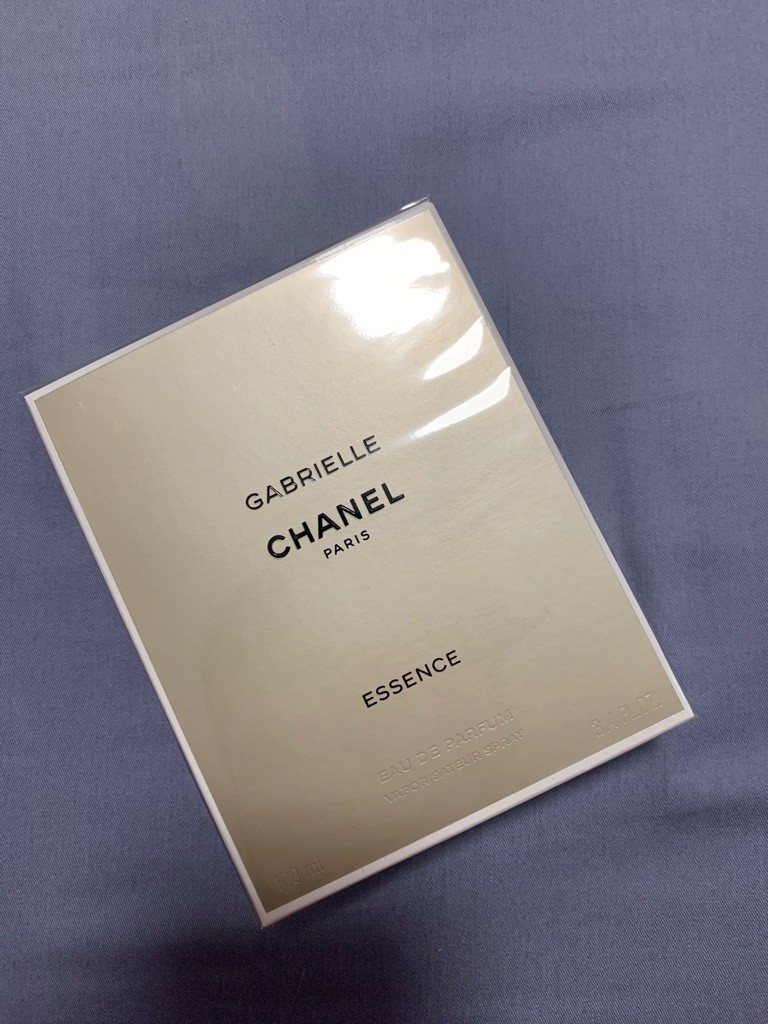 GABRIELLE
CHANEL
PARIS
ESSENCE
EAU DE PARFUM
VAPORISATEUR SPRAY
100 ml
3.4 FL.OZ.